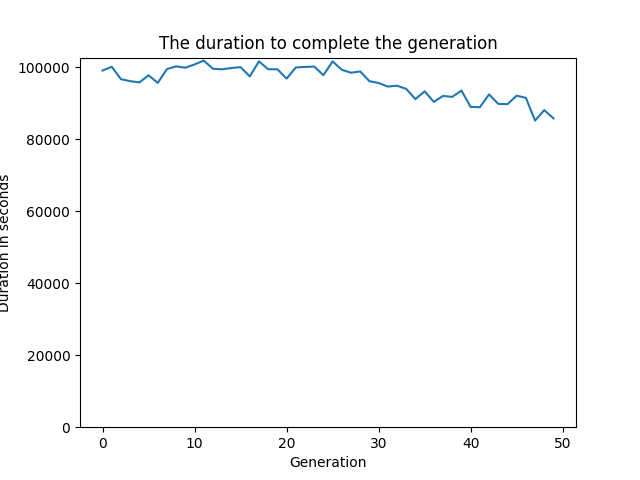 The duration to complete the generation
Duration in seconds
100000
80000
60000
40000
20000
0
0 10 20 30 40 50
Generation